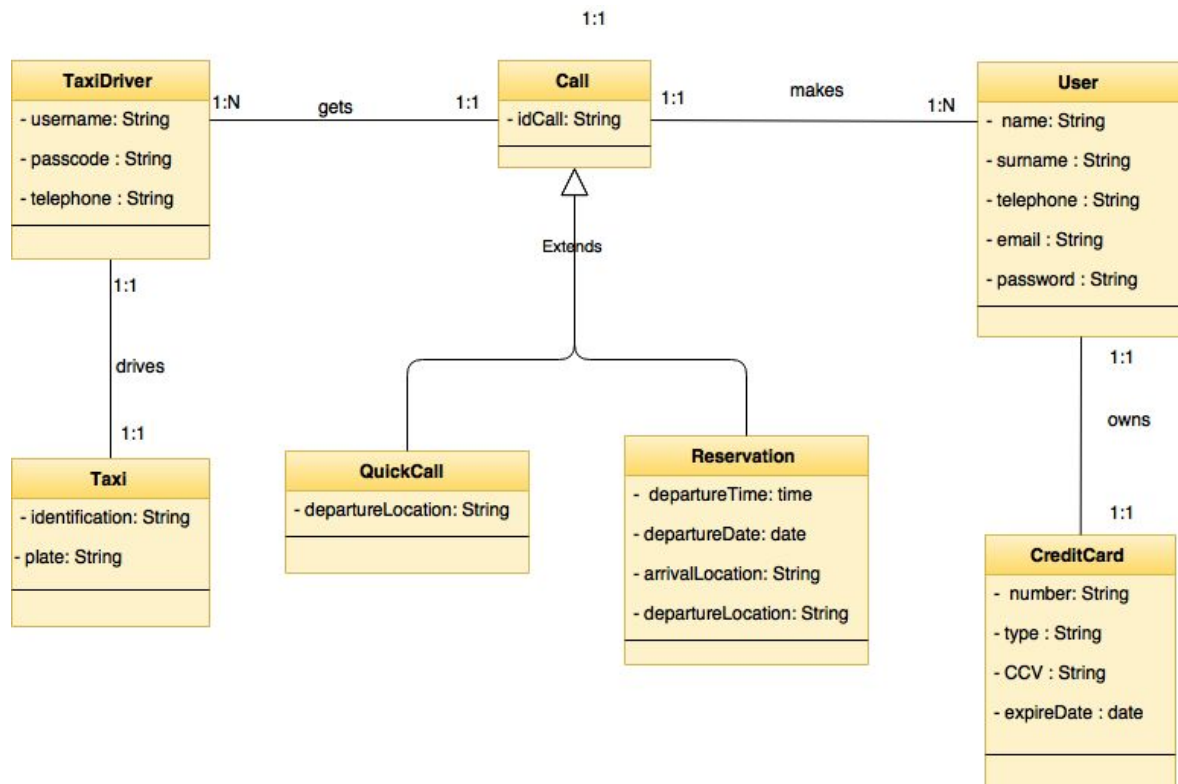 1:1
TaxiDriver
- username: String
- passcode : String
- telephone : String
1:N
gets
1:1
Call
- idCall: String
1:1
makes
1:N
User
- name: String
- surname: String
- telephone : String
- email : String
- password : String
Extends
1:1
drives
1:1
Taxi
- identification: String
- plate: String
QuickCall
- departureLocation: String
Reservation
- departureTime: time
- departureDate: date
- arrivalLocation: String
- departureLocation: String
1:1
owns
1:1
CreditCard
- number: String
- type : String
- CCV : String
- expireDate : date